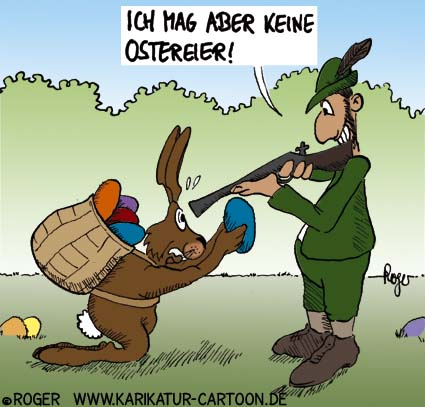 ICH MAG ABER KEINE
OSTEREIER!
Roger
©ROGER WWW.KARIKATUR-CARTOON.DE